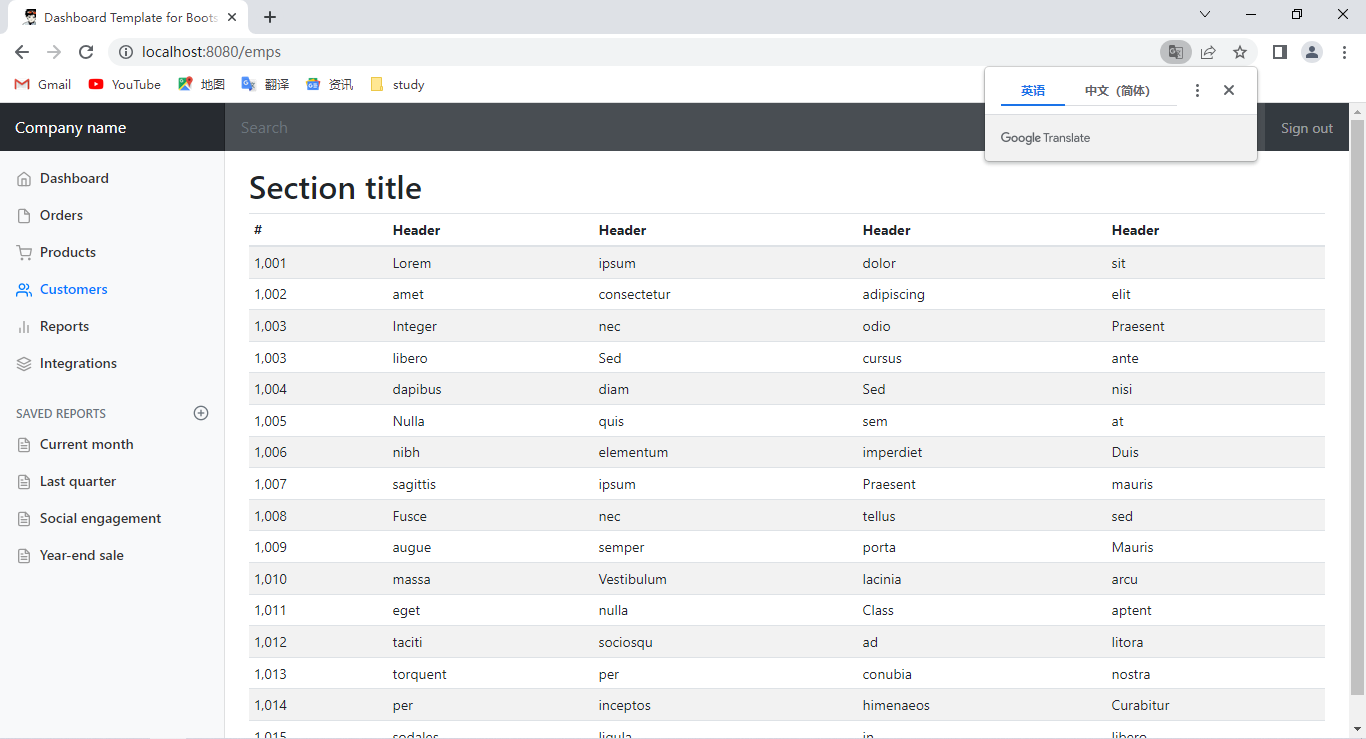 Dashboard Template for Boots
localhost:8080/emps
Gmail YouTube 地图 翻译 资讯 study
英语 中文（简体）
Google Translate
Company name Search Sign out
Dashboard
Orders
Products
Customers
Reports
Integrations
SAVED REPORTS
Current month
Last quarter
Social engagement
Year-end sale
Section title
# Header Header Header Header
1,001 Lorem ipsum dolor sit
1,002 amet consectetur adipiscing elit
1,003 Integer nec odio Praesent
1,003 libero Sed cursus ante
1,004 dapibus diam Sed nisi
1,005 Nulla quis sem at
1,006 nibh elementum imperdiet Duis
1,007 sagittis ipsum Praesent mauris
1,008 Fusce nec tellus sed
1,009 augue semper porta Mauris
1,010 massa Vestibulum lacinia arcu
1,011 eget nulla Class aptent
1,012 taciti sociosqu ad litora
1,013 torquent per conubia nostra
1,014 per inceptos himenaeos Curabitur
1,015 sodales ligula in libero